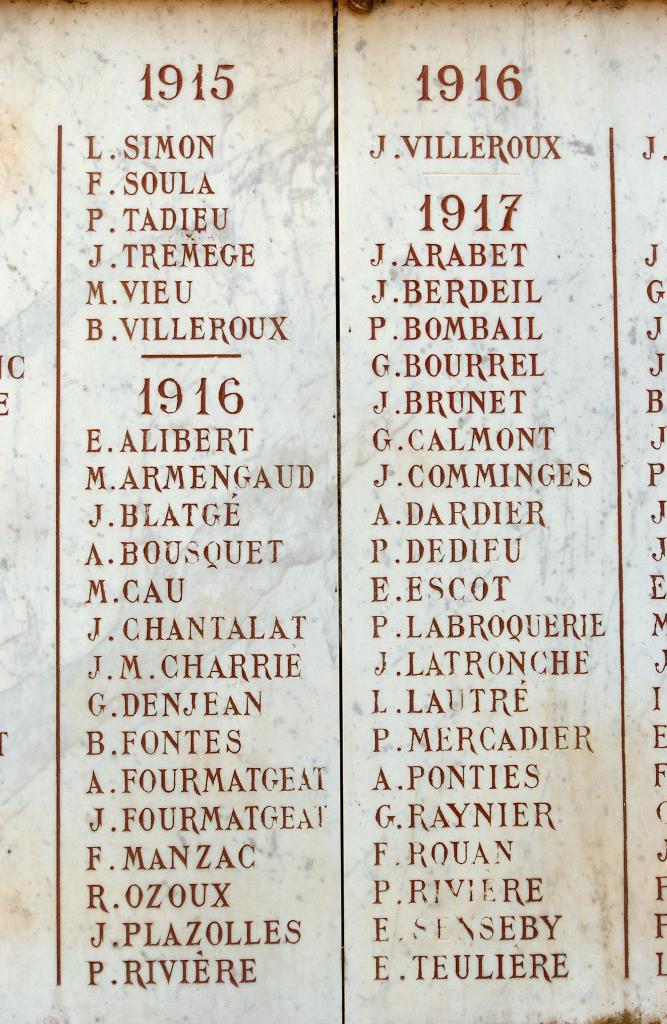 1915
L. SIMON
F. SOULA
P. TADIEU
J. TRÉMÈGE
M. VIEU
B. VILLEROUX
1916
E. ALIBERT
M. ARMENGAUD
J. BLATGÉ
A. BOUSQUET
M. CAU
J. CHANTALAT
J. M. CHARRIÉ
G. DENJEAN
B. FONTES
A. FOURMATGEAT
J. FOURMATGEAT
F. MANZAC
R. OZOUX
J. PLAZOLLES
P. RIVIÈRE
1916
J. VILLEROUX
1917
J. ARABET
J. BERDEIL
P. BOMBAIL
G. BOURREL
J. BRUNET
G. CALMONT
J. COMMINGES
A. DARDIER
P. DEDIEU
E. ESCOT
P. LABROQUERIE
J. LATRONCHE
L. LAUTRÉ
P. MERCADIER
A. PONTIES
G. RAYNIER
F. ROUAN
P. RIVIÈRE
E. SENSEBY
E. TEULIÈRE